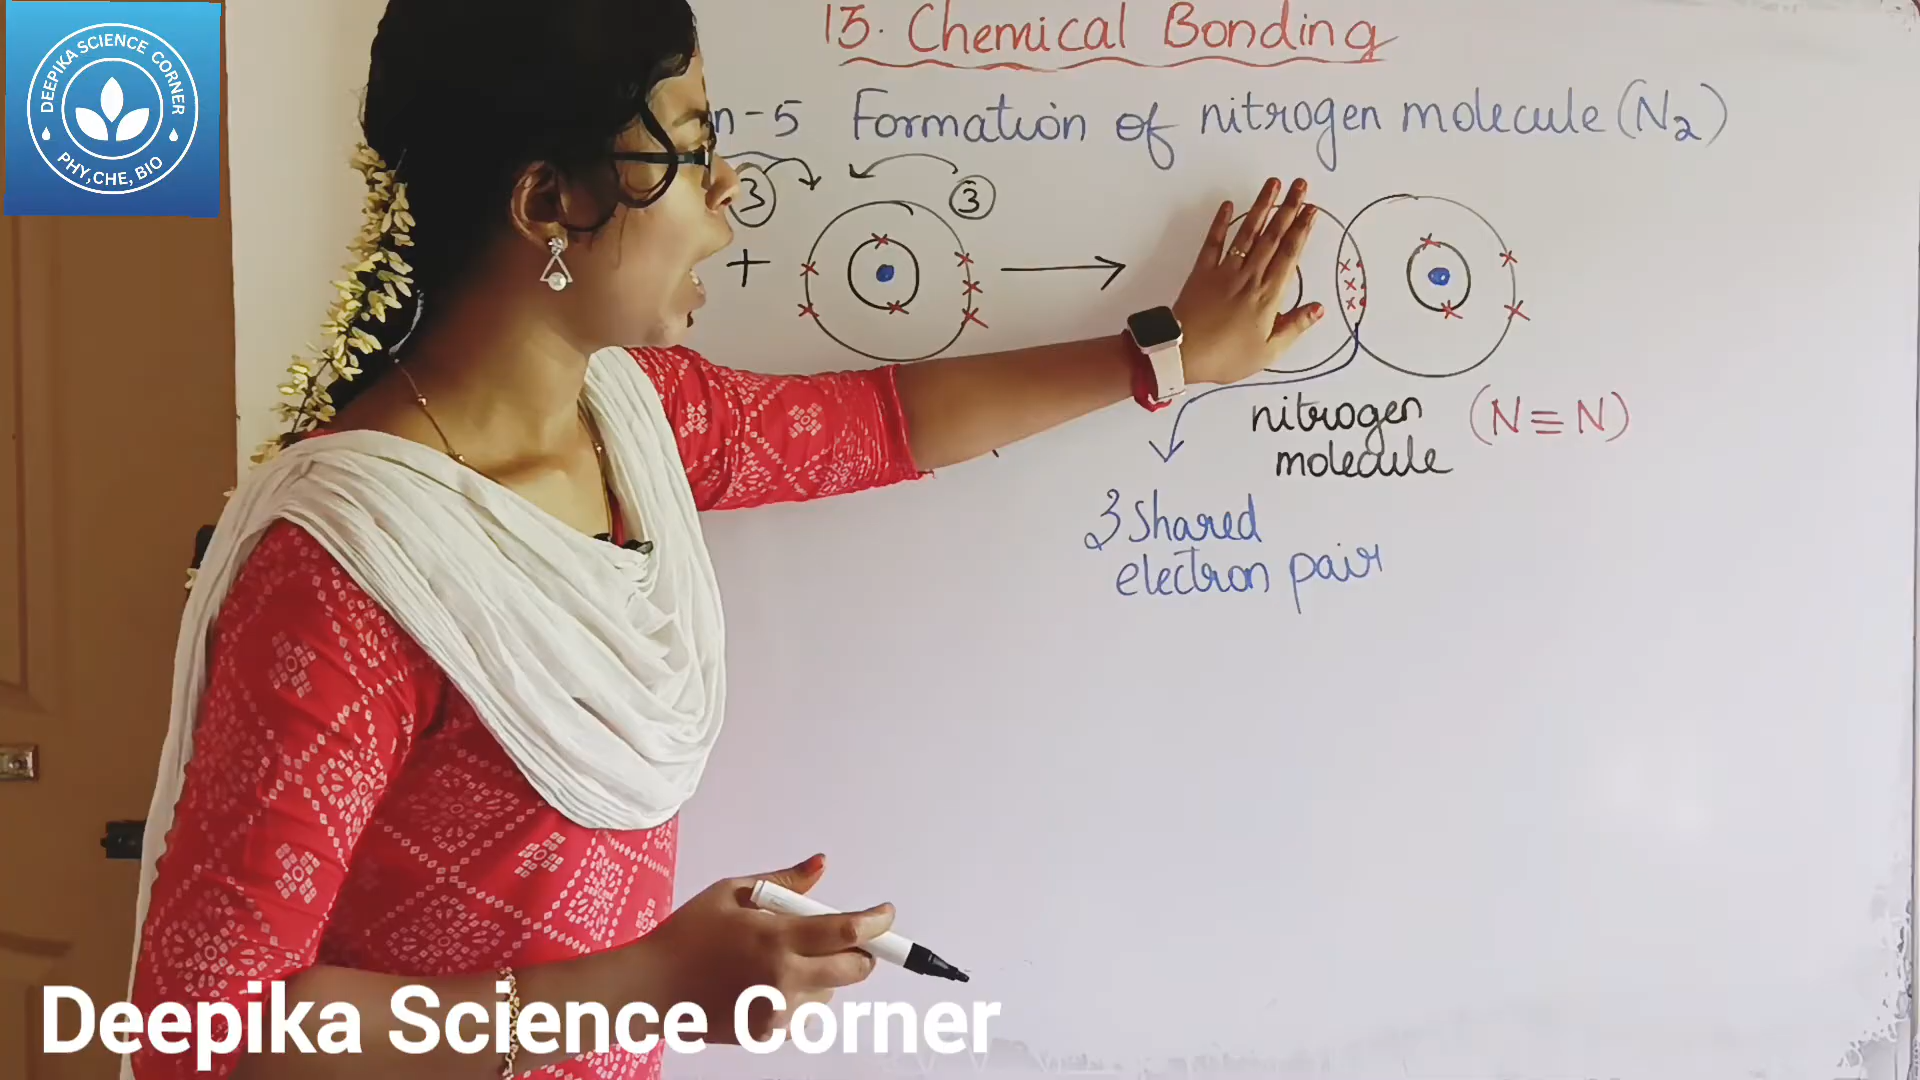 DEEPIKA SCIENCE CORNER
PHY,CHE, BIO
13. Chemical Bonding
n-5 Formation of nitrogen molecule (N2)
3
3
+
nitrogen molecule
(N≡N)
3 Shared
electron pair
Deepika Science Corner